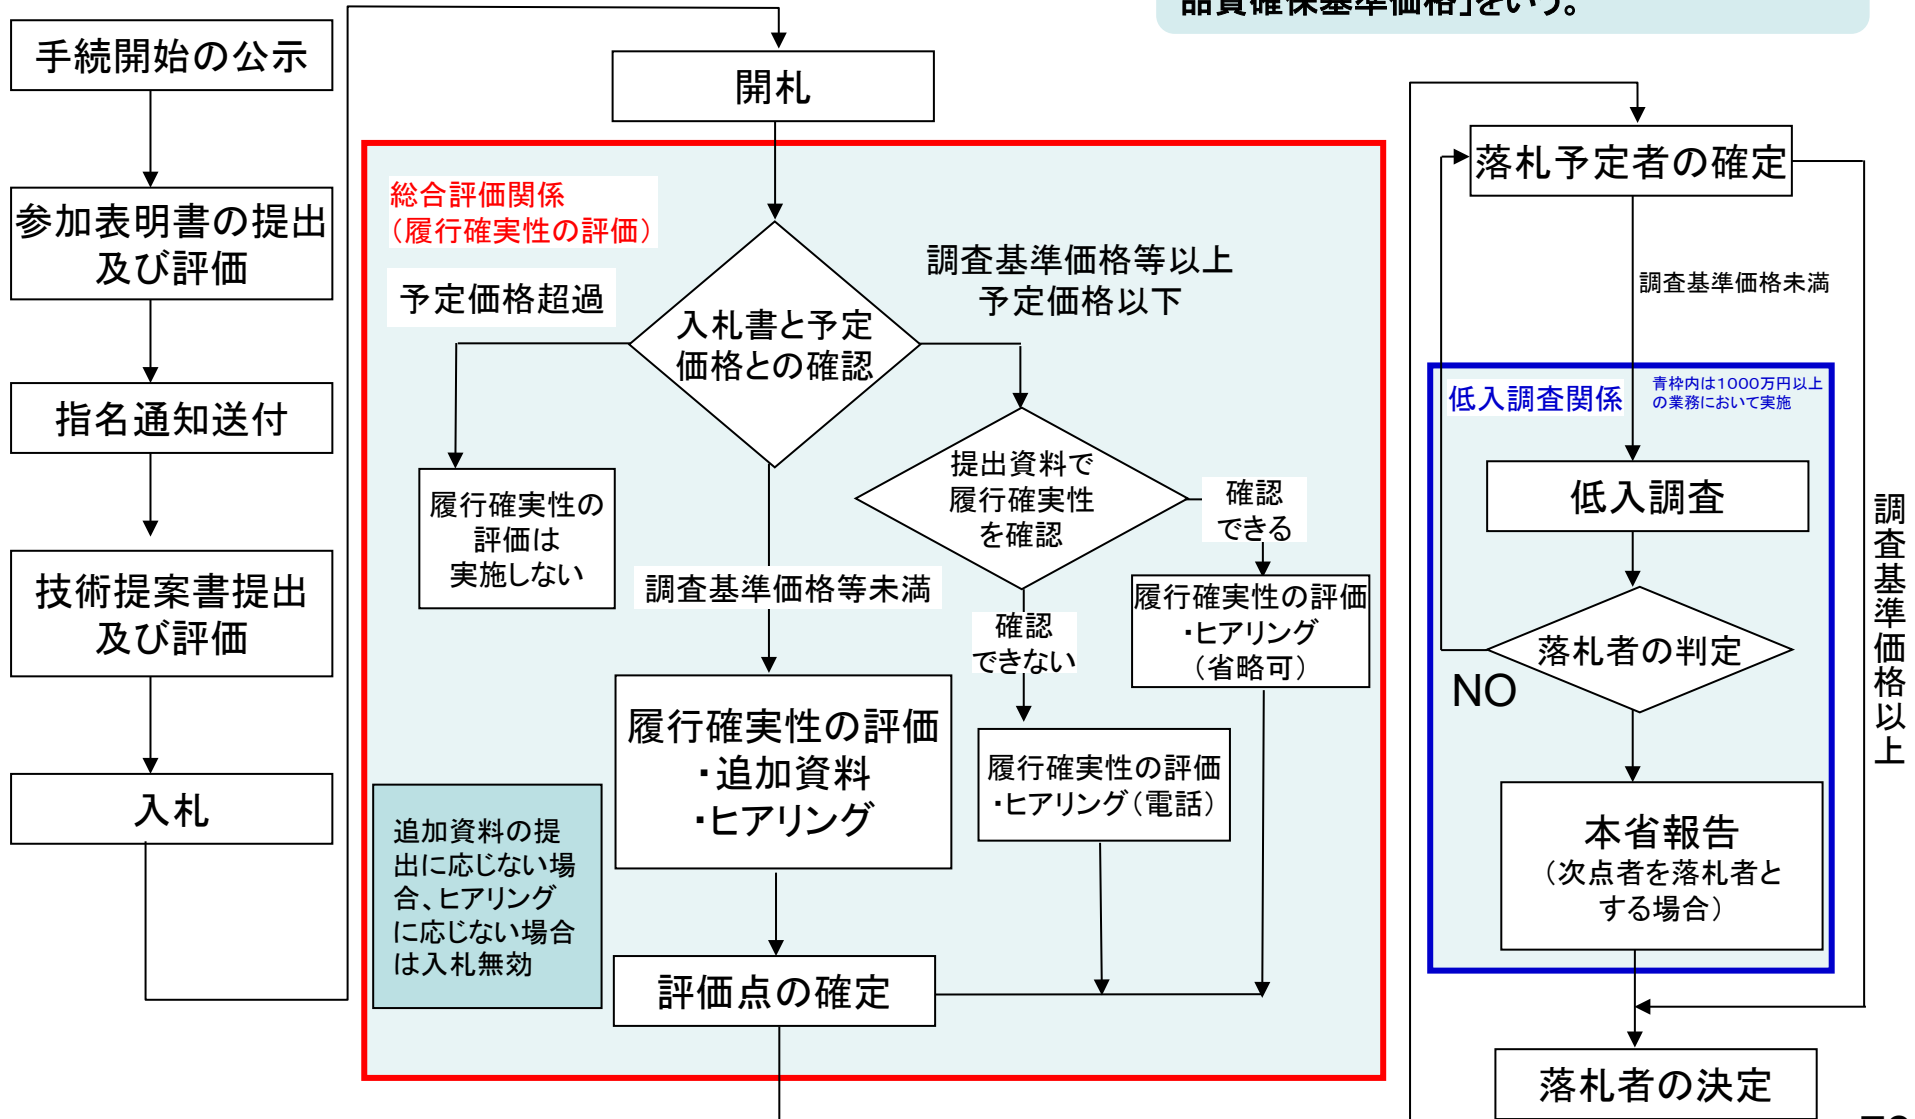 品質確保基準価格」をいう。
手続開始の公示
参加表明書の提出
及び評価
指名通知送付
技術提案書提出
及び評価
入札
開札
総合評価関係
(履行確実性の評価)
予定価格超過
入札書と予定
価格との確認
調査基準価格等以上
予定価格以下
履行確実性の
評価は
実施しない
調査基準価格等未満
提出資料で
履行確実性
を確認
確認
できる
確認
できない
履行確実性の評価
・ヒアリング
(省略可)
履行確実性の評価
・追加資料
・ヒアリング
履行確実性の評価
・ヒアリング(電話)
追加資料の提
出に応じない場
合、ヒアリング
に応じない場合
は入札無効
評価点の確定
落札予定者の確定
調査基準価格未満
低入調査関係
青枠内は1000万円以上
の業務において実施
低入調査
落札者の判定
NO
本省報告
(次点者を落札者と
する場合)
調査基準価格以上
落札者の決定